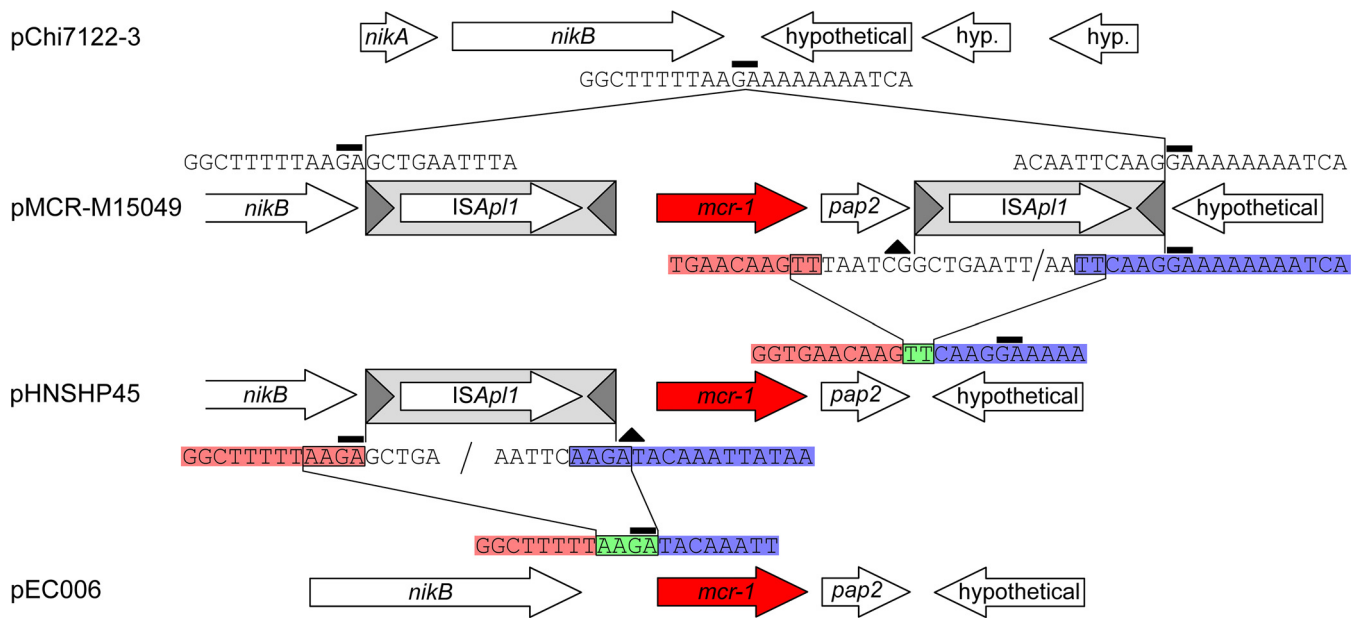 pChi7122-3 nikA nikB hypothetical hyp. hyp.
GGCTTTTTAAGAAAAAAAATCA
GGCTTTTTAAGAGCTGAATTTA ACAATTCAAGGAAAAAAAATCA
pMCR-M15049 nikB ISApl1 mcr-1 pap2 ISApl1 hypothetical
TGAACAAGTTTAATCGGCTGAATT / AATTCAAGGAAAAAAAATCA
GGTGAACAAGTTCAAGGAAAAA
pHNSHP45 nikB ISApl1 mcr-1 pap2 hypothetical
GGCTTTTTAAGAGCTGA / AATTCAAGATACAAATTATAA
GGCTTTTTAAGATACAAATT
pEC006 nikB mcr-1 pap2 hypothetical